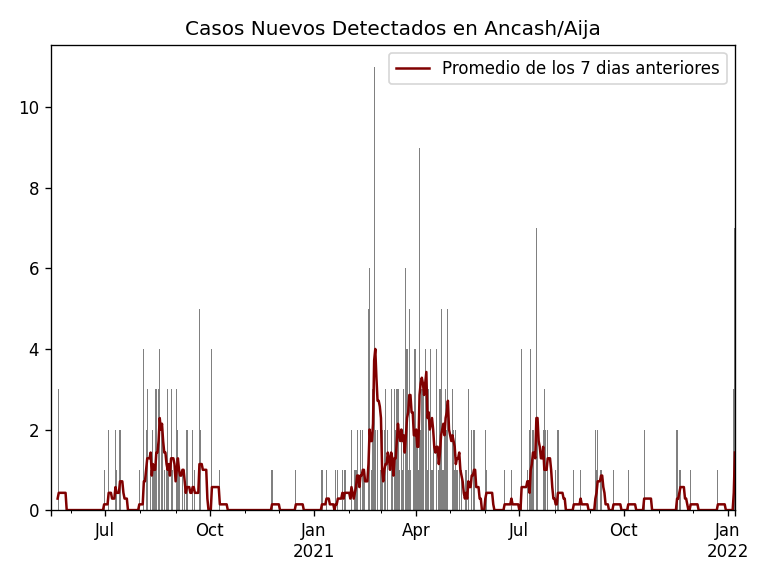 Casos Nuevos Detectados en Ancash/Aija
Promedio de los 7 dias anteriores
10
8
6
4
2
0
Jul Oct Jan Apr Jul Oct Jan
2021 2022